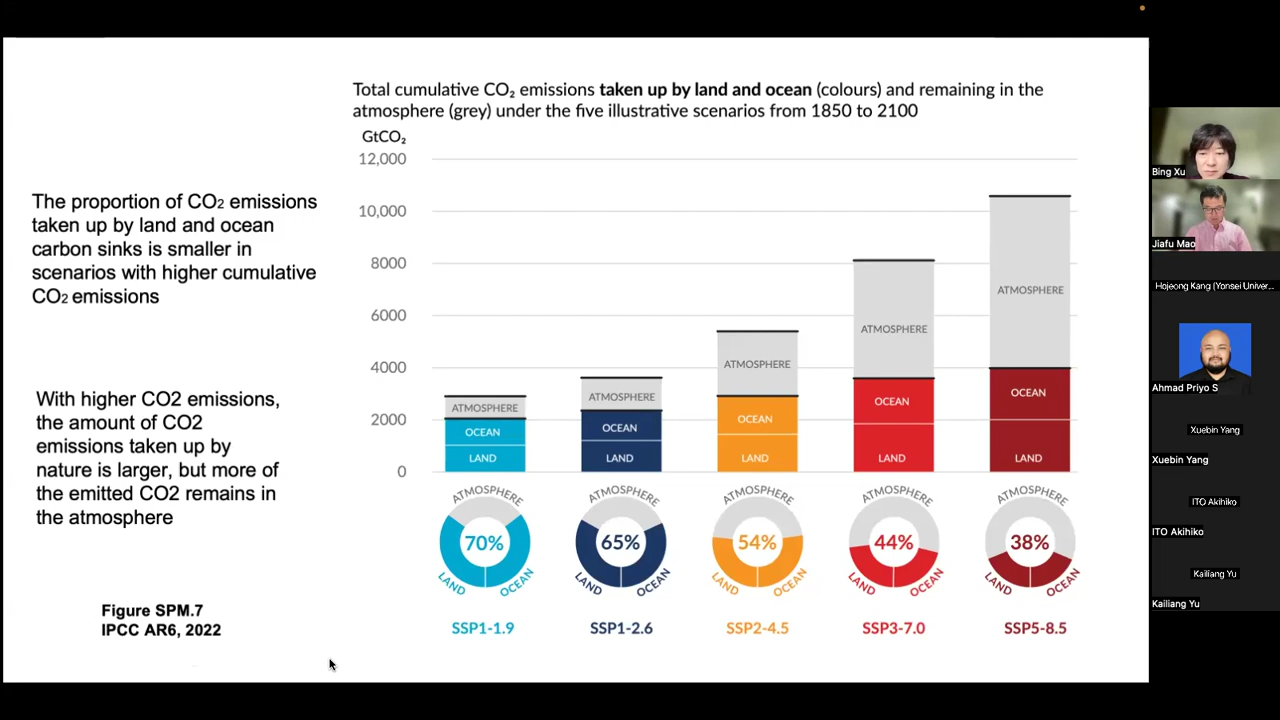 Total cumulative CO₂ emissions taken up by land and ocean (colours) and remaining in the
atmosphere (grey) under the five illustrative scenarios from 1850 to 2100
GtCO₂
12,000
10,000
8000
6000
4000
2000
0
The proportion of CO2 emissions
taken up by land and ocean
carbon sinks is smaller in
scenarios with higher cumulative
CO2 emissions
With higher CO2 emissions,
the amount of CO2
emissions taken up by
nature is larger, but more of
the emitted CO2 remains in
the atmosphere
Figure SPM.7
IPCC AR6, 2022
ATMOSPHERE
OCEAN
LAND
ATMOSPHERE
OCEAN
LAND
ATMOSPHERE
OCEAN
LAND
ATMOSPHERE
OCEAN
LAND
ATMOSPHERE
OCEAN
LAND
ATMOSPHERE
70%
LAND
OCEAN
SSP1-1.9
ATMOSPHERE
65%
LAND
OCEAN
SSP1-2.6
ATMOSPHERE
54%
LAND
OCEAN
SSP2-4.5
ATMOSPHERE
44%
LAND
OCEAN
SSP3-7.0
ATMOSPHERE
38%
LAND
OCEAN
SSP5-8.5
Bing Xu
Jiafu Mao
Hojeong Kang (Yonsei Univer...
Ahmad Priyo S
Xuebin Yang
Xuebin Yang
ITO Akihiko
ITO Akihiko
Kailiang Yu
Kailiang Yu